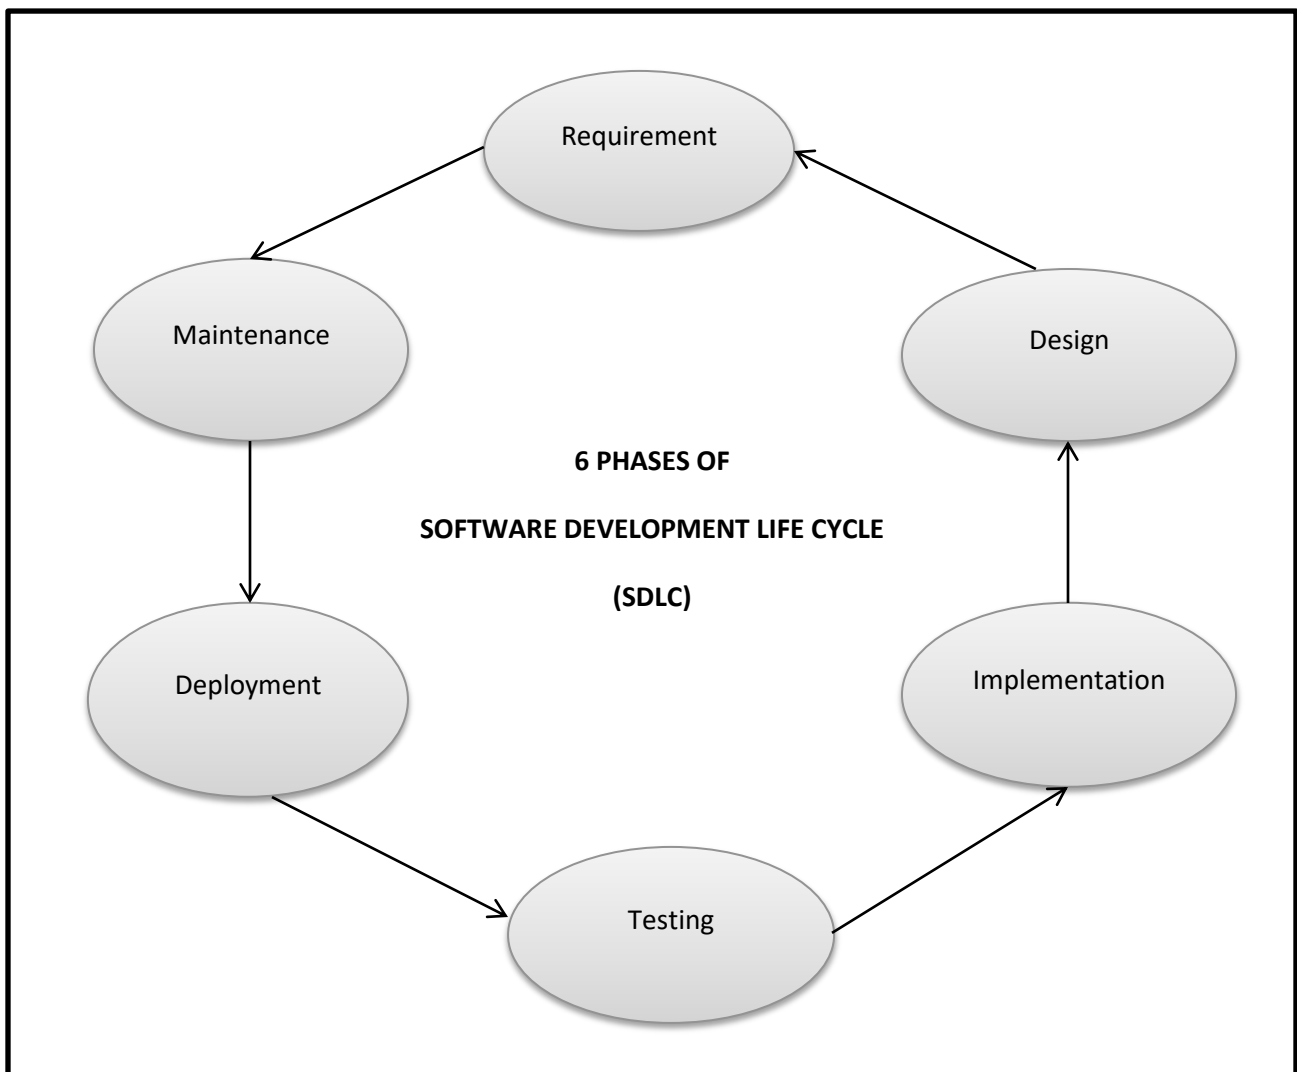 Requirement
Maintenance
Design
6 PHASES OF
SOFTWARE DEVELOPMENT LIFE CYCLE
(SDLC)
Deployment
Implementation
Testing